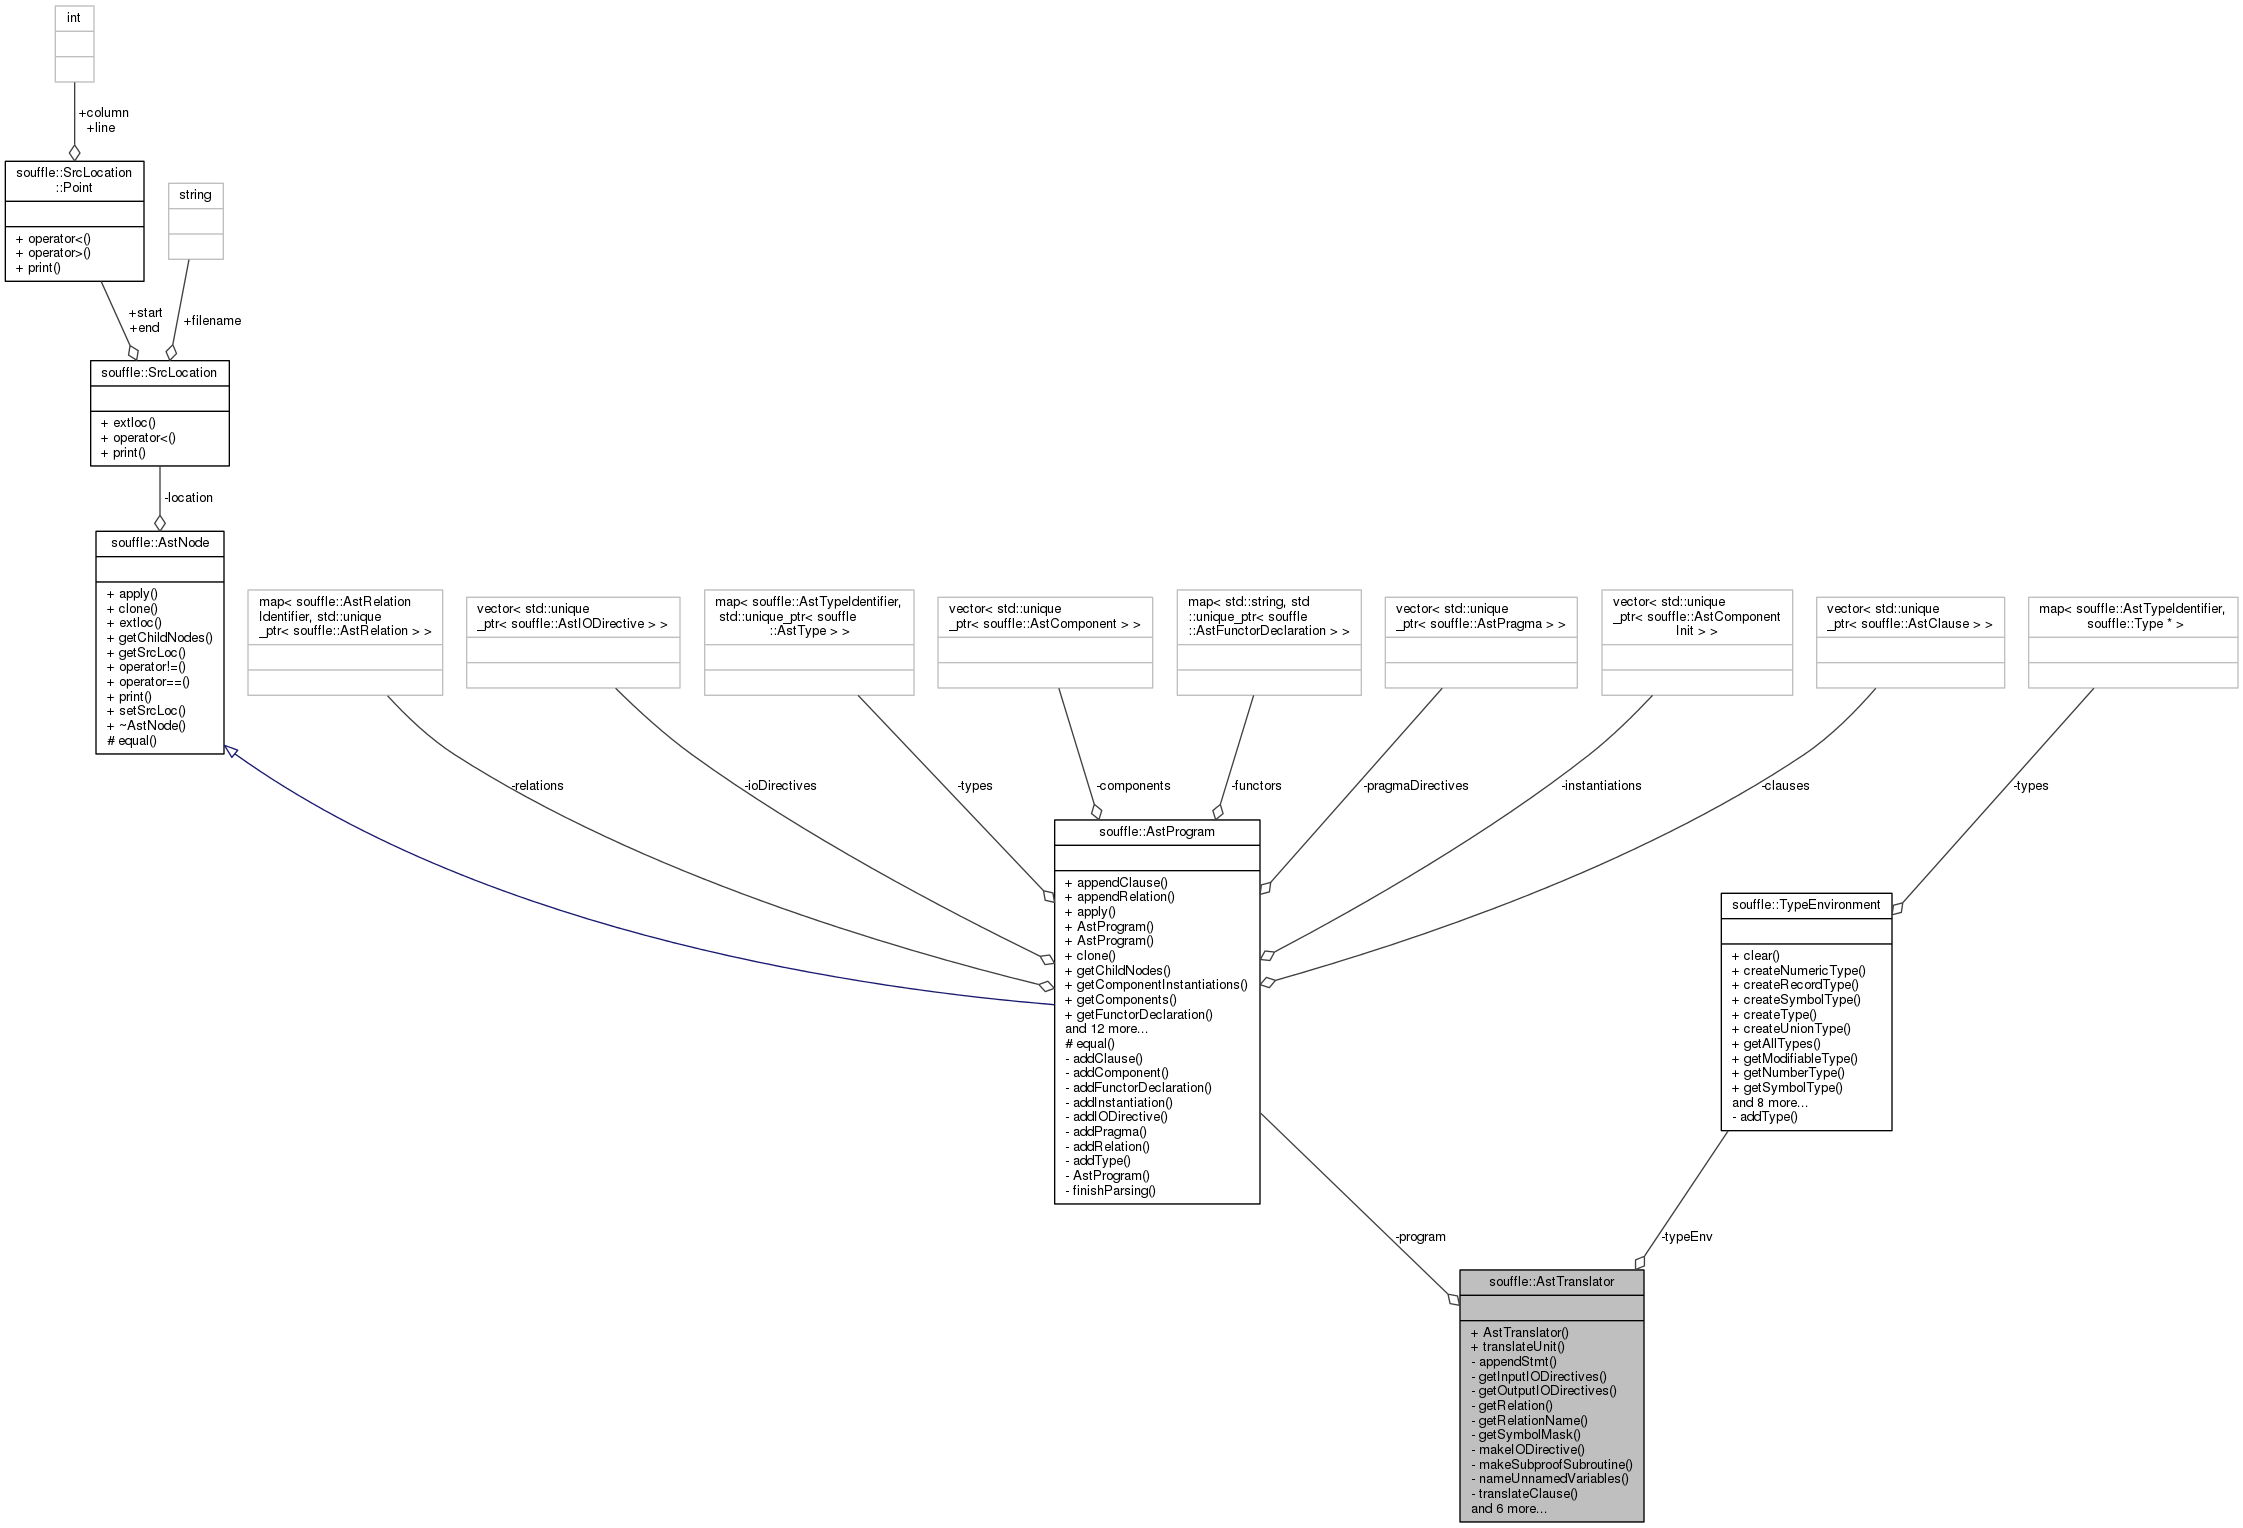 int
+column
+line
souffle::SrcLocation
::Point
+ operator<()
+ operator>()
+ print()
string
+start
+end
+filename
souffle::SrcLocation
+ extloc()
+ operator<()
+ print()
-location
souffle::AstNode
+ apply()
+ clone()
+ extloc()
+ getChildNodes()
+ getSrcLoc()
+ operator!=()
+ operator==()
+ print()
+ setSrcLoc()
+ ~AstNode()
# equal()
map< souffle::AstRelation
Identifier, std::unique
_ptr< souffle::AstRelation > >
vector< std::unique
_ptr< souffle::AstIODirective > >
map< souffle::AstTypeIdentifier,
std::unique_ptr< souffle
::AstType > >
vector< std::unique
_ptr< souffle::AstComponent > >
map< std::string, std
::unique_ptr< souffle
::AstFunctorDeclaration > >
vector< std::unique
_ptr< souffle::AstPragma > >
vector< std::unique
_ptr< souffle::AstComponent
Init > >
vector< std::unique
_ptr< souffle::AstClause > >
map< souffle::AstTypeIdentifier,
souffle::Type * >
-relations
-ioDirectives
-types
-components
-functors
-pragmaDirectives
-instantiations
-clauses
-types
souffle::AstProgram
+ appendClause()
+ appendRelation()
+ apply()
+ AstProgram()
+ AstProgram()
+ clone()
+ getChildNodes()
+ getComponentInstantiations()
+ getComponents()
+ getFunctorDeclaration()
and 12 more...
# equal()
- addClause()
- addComponent()
- addFunctorDeclaration()
- addInstantiation()
- addIODirective()
- addPragma()
- addRelation()
- addType()
- AstProgram()
- finishParsing()
souffle::TypeEnvironment
+ clear()
+ createNumericType()
+ createRecordType()
+ createSymbolType()
+ createType()
+ createUnionType()
+ getAllTypes()
+ getModifiableType()
+ getNumberType()
+ getSymbolType()
and 8 more...
- addType()
-program
-typeEnv
souffle::AstTranslator
+ AstTranslator()
+ translateUnit()
- appendStmt()
- getInputIODirectives()
- getOutputIODirectives()
- getRelation()
- getRelationName()
- getSymbolMask()
- makeIODirective()
- makeSubproofSubroutine()
- nameUnnamedVariables()
- translateClause()
and 6 more...